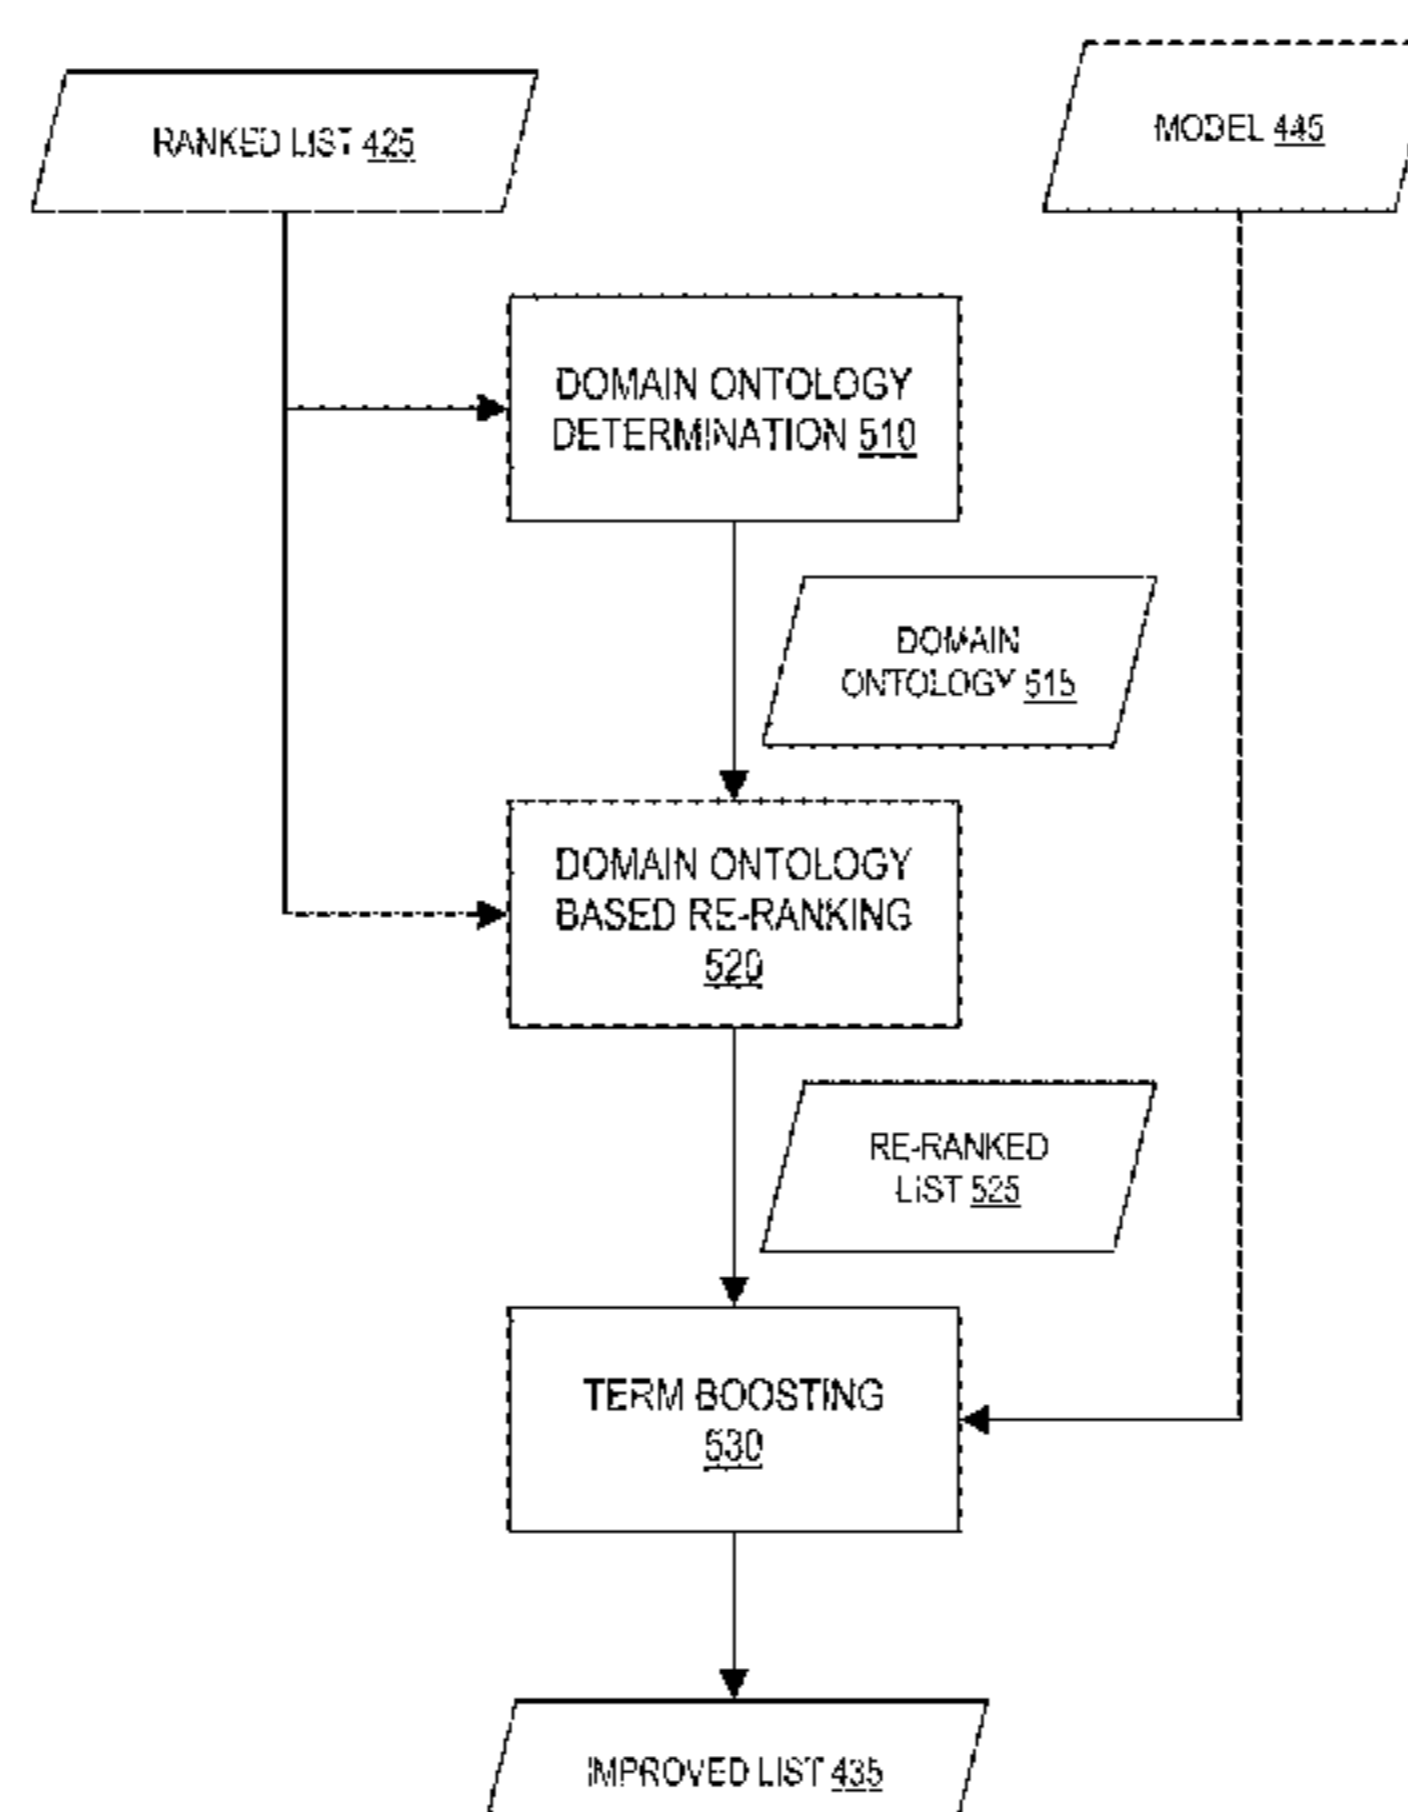 RANKED LIST 425
MODEL 445
DOMAIN ONTOLOGY
DETERMINATION 510
DOMAIN
ONTOLOGY 515
DOMAIN ONTOLOGY
BASED RE-RANKING
520
RE-RANKED
LIST 525
TERM BOOSTING
530
IMPROVED LIST 435